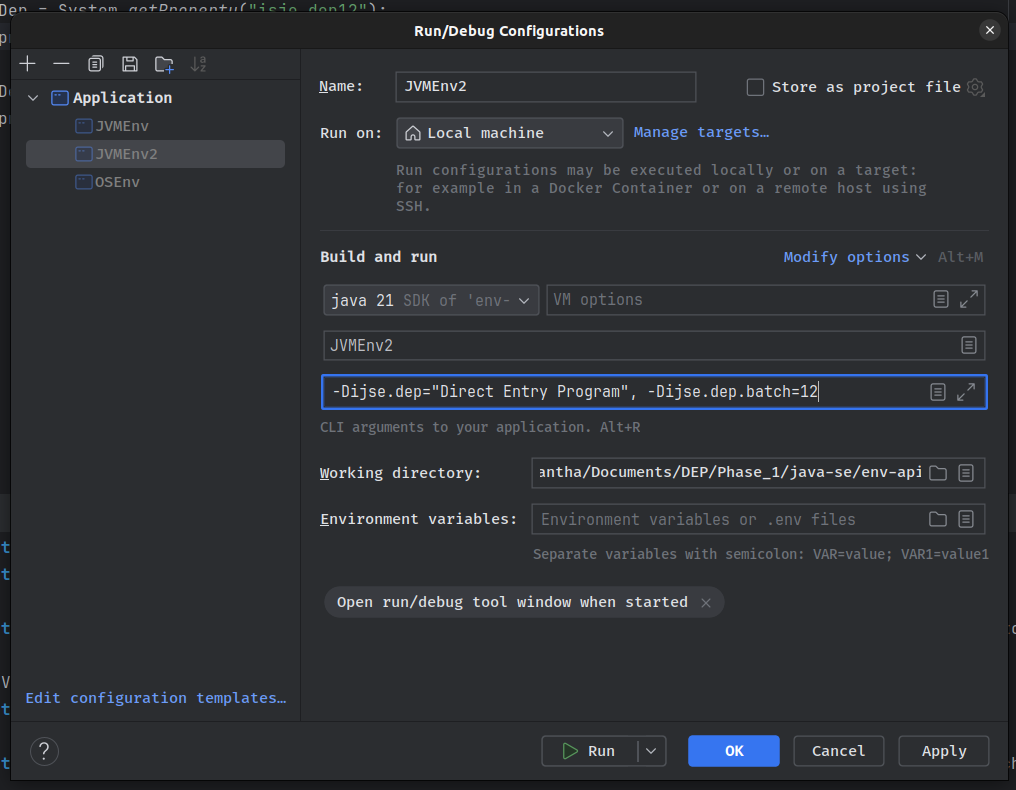 Dep = System.getProperty("isje.dep12");
Run/Debug Configurations
Application
JVMEnv
JVMEnv2
OSEnv
Edit configuration templates…
Name:
JVMEnv2
Store as project file
Run on:
Local machine
Manage targets…
Run configurations may be executed locally or on a target:
for example in a Docker Container or on a remote host using
SSH.
Build and run
Modify options
Alt+M
java 21 SDK of 'env-
VM options
JVMEnv2
-Dijse.dep="Direct Entry Program", -Dijse.dep.batch=12
CLI arguments to your application. Alt+R
Working directory:
antha/Documents/DEP/Phase_1/java-se/env-api
Environment variables:
Environment variables or .env files
Separate variables with semicolon: VAR=value; VAR1=value1
Open run/debug tool window when started
?
Run
OK
Cancel
Apply